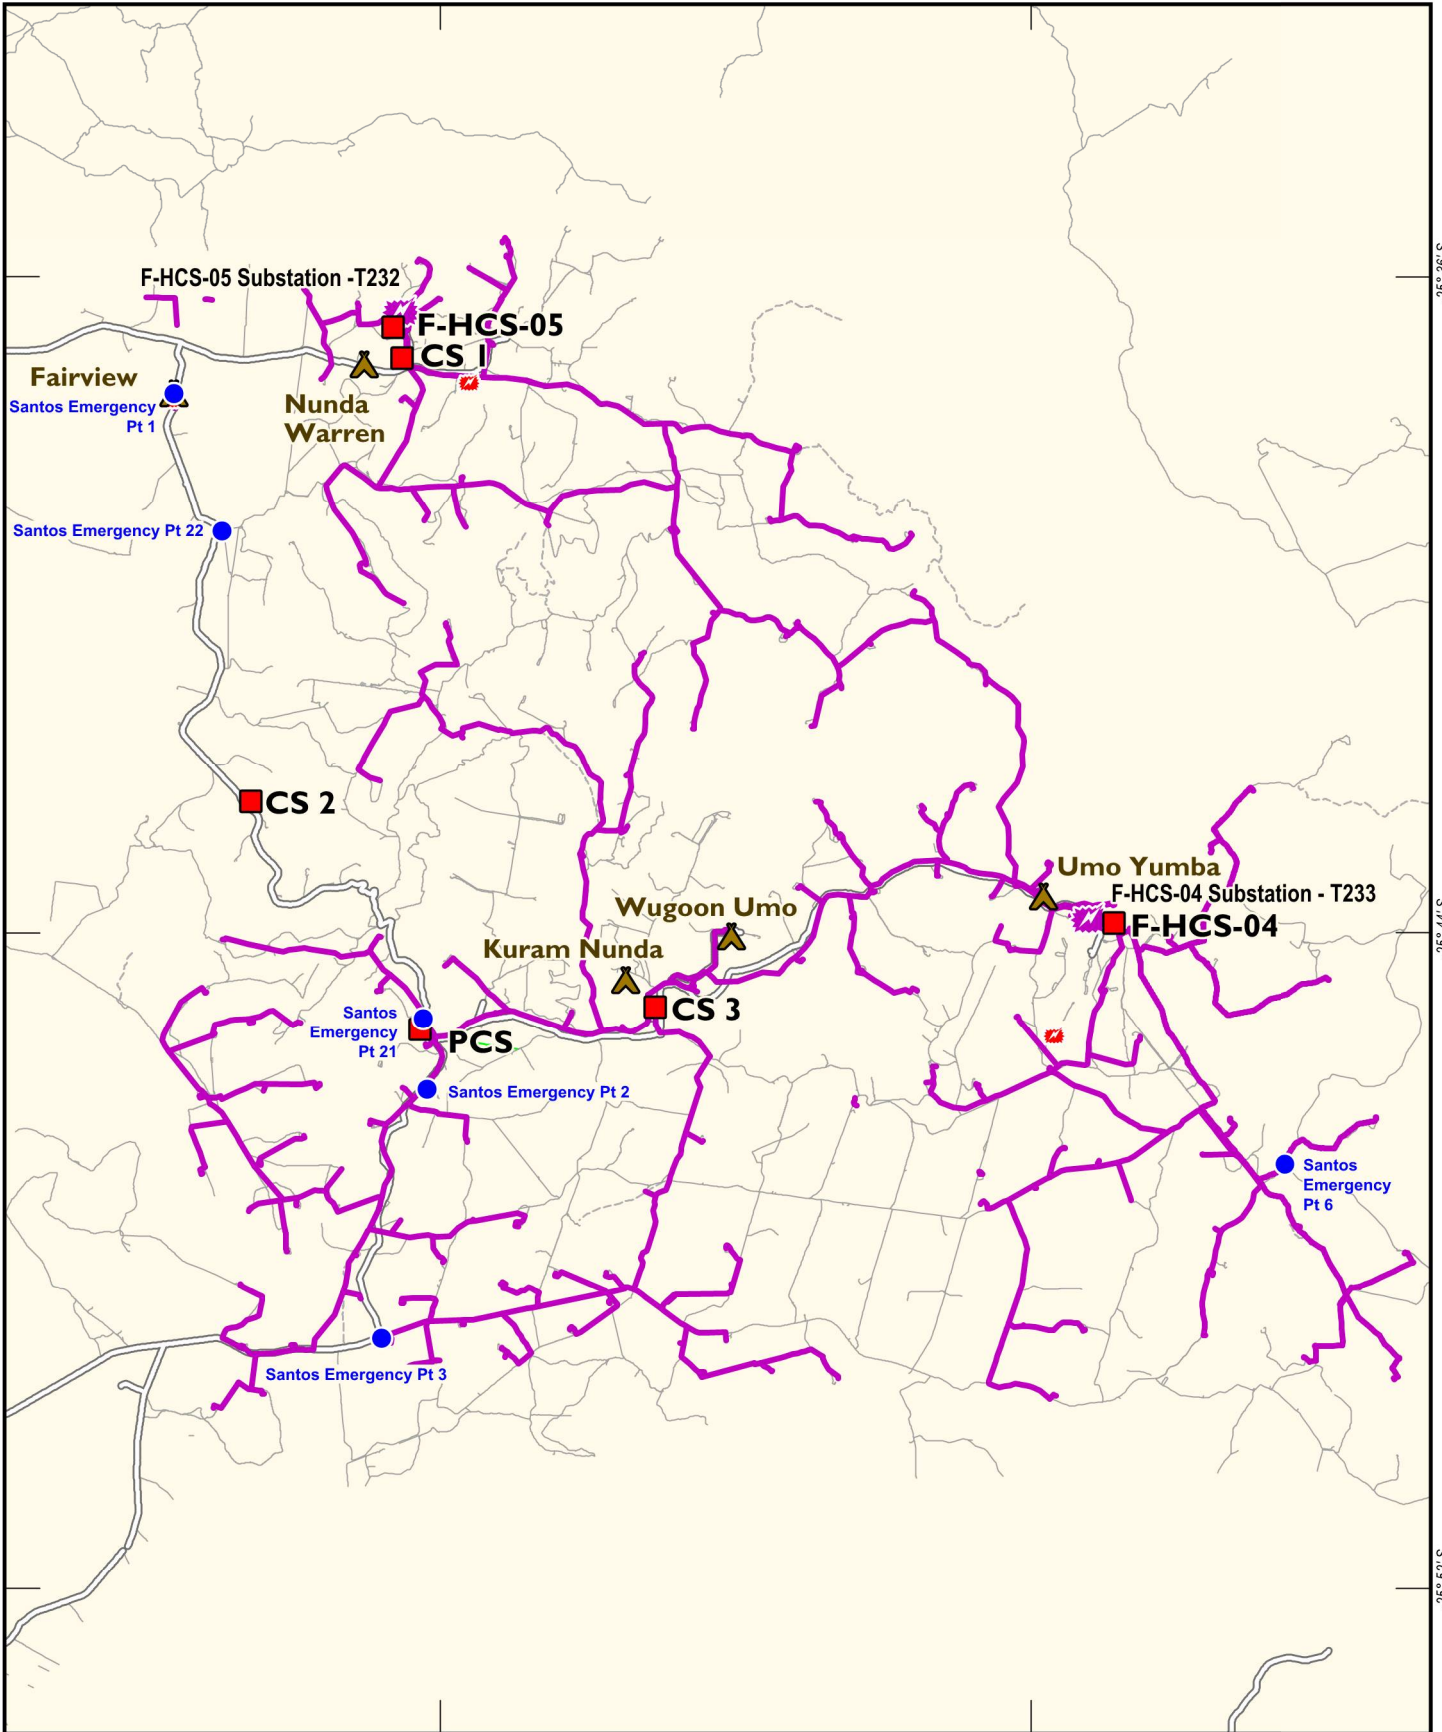 F-HCS-05 Substation -T232
F-HCS-05
CS 1
Fairview
Santos Emergency
Pt 1
Nunda
Warren
Santos Emergency Pt 22
CS 2
Umo Yumba
F-HCS-04 Substation - T233
F-HCS-04
Wugoon Umo
Kuram Nunda
CS 3
Santos
Emergency
Pt 21
PCS
Santos Emergency Pt 2
Santos
Emergency
Pt 6
Santos Emergency Pt 3